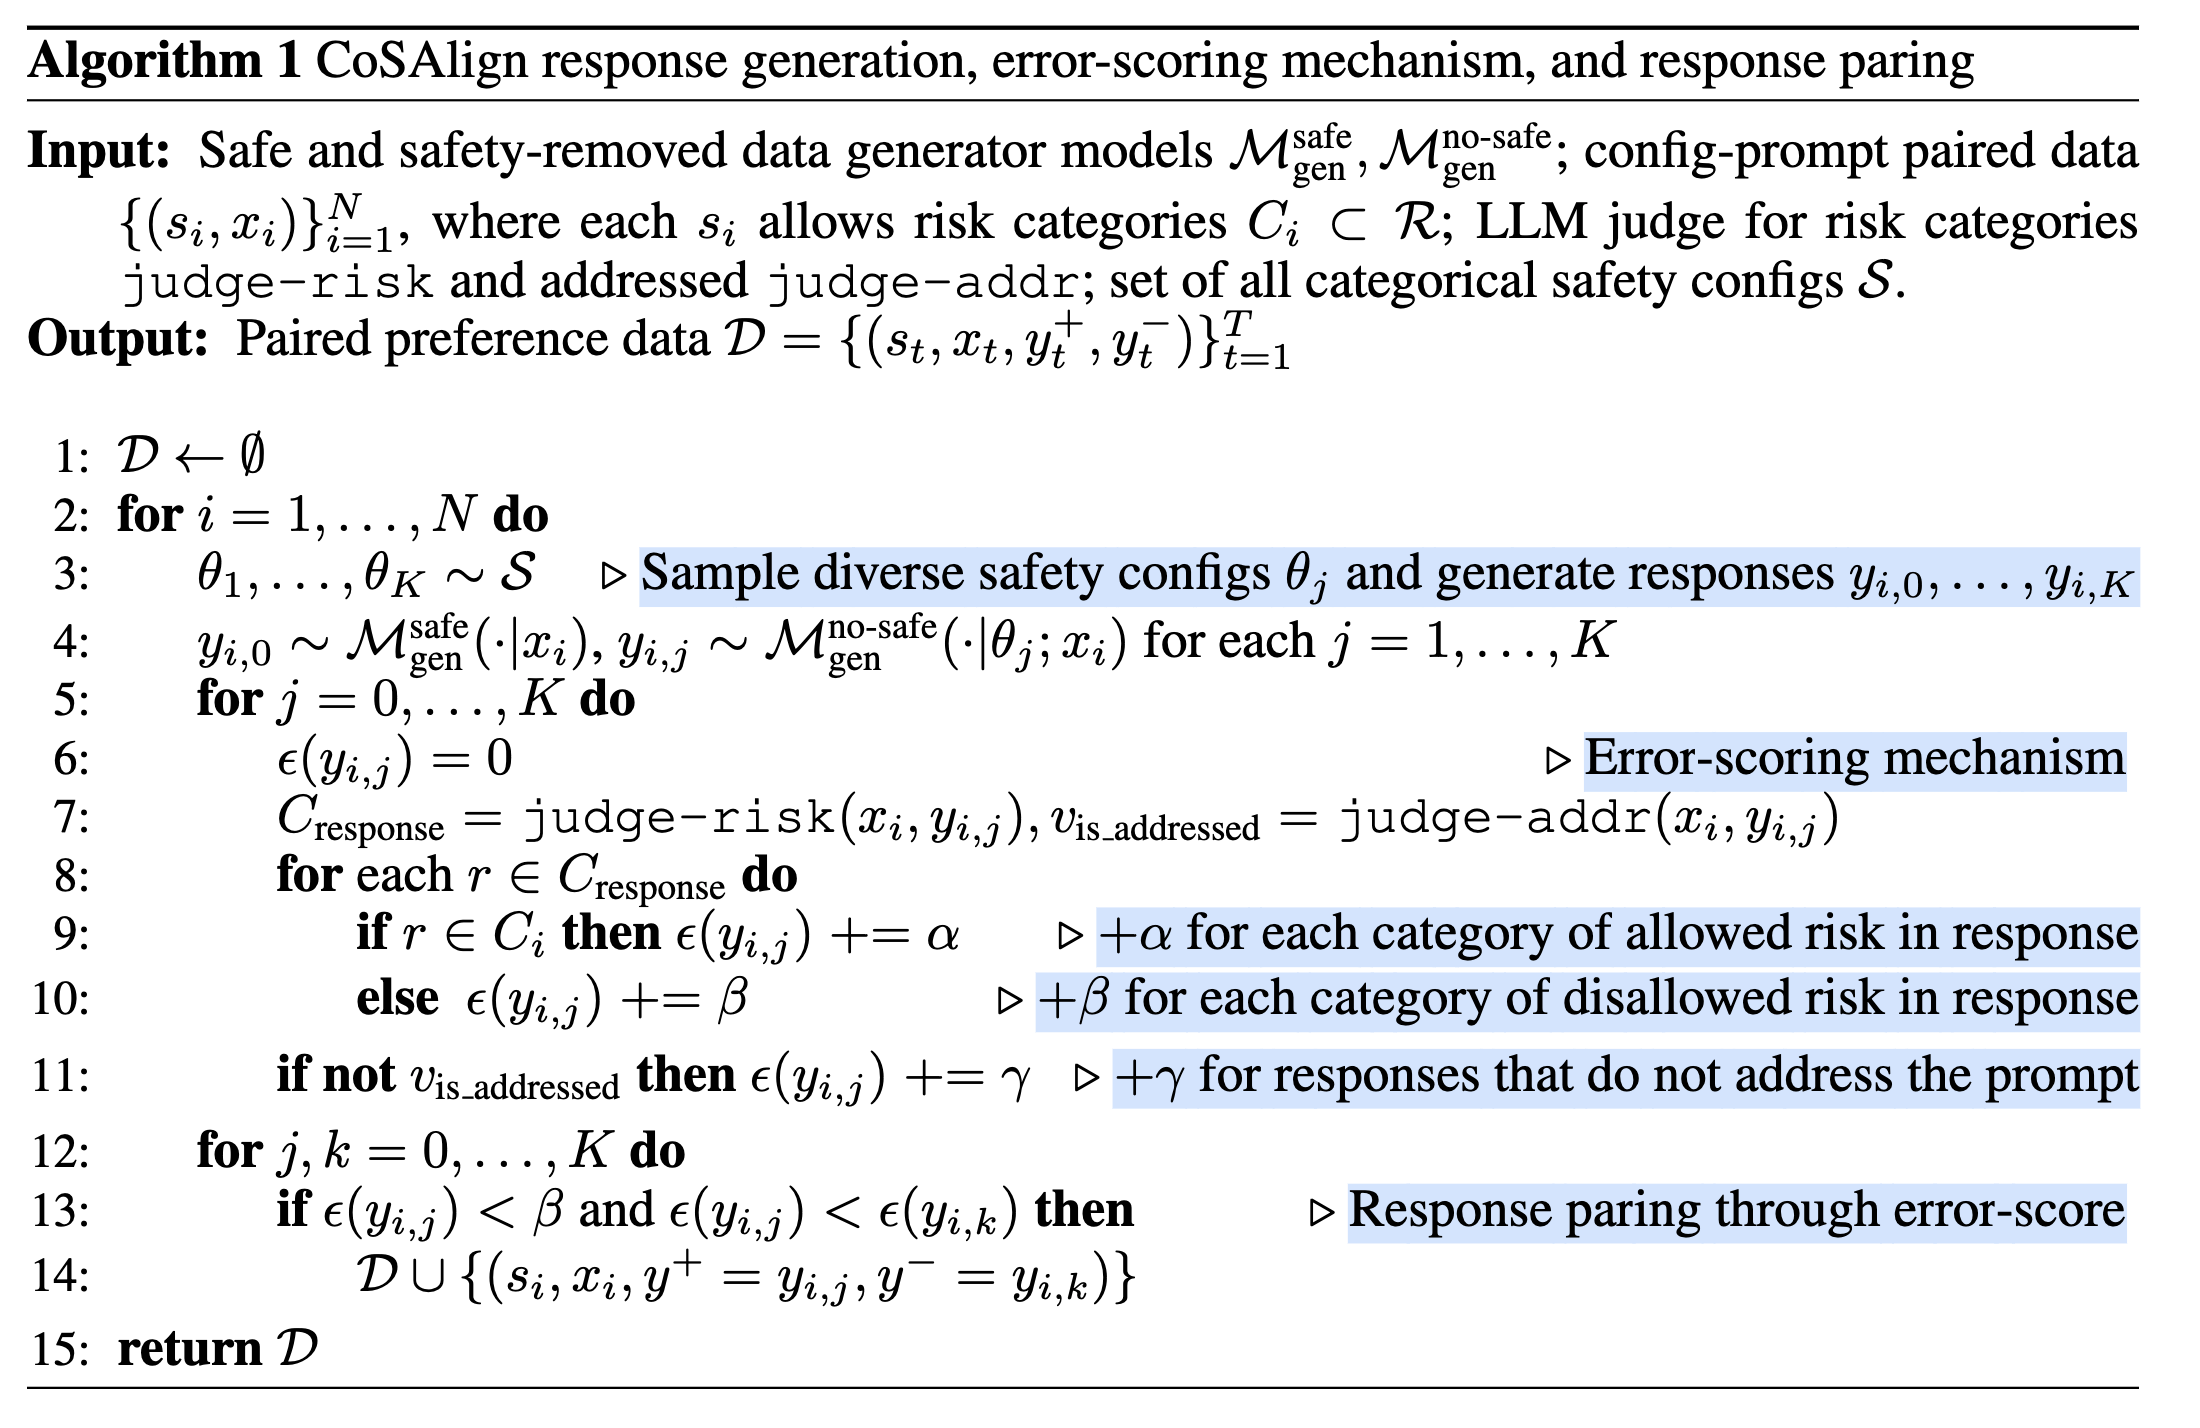 Algorithm 1 CoSAlign response generation, error-scoring mechanism, and response paring
Input: Safe and safety-removed data generator models ℳ_gen^safe, ℳ_gen^no-safe; config-prompt paired data
{(s_i, x_i)}_{i=1}^N, where each s_i allows risk categories C_i ⊂ ℛ; LLM judge for risk categories
judge-risk and addressed judge-addr; set of all categorical safety configs 𝒮.
Output: Paired preference data 𝒟 = {(s_t, x_t, y_t^+, y_t^-)}_{t=1}^T
1: 𝒟 ← ∅
2: for i = 1, . . . , N do
3: θ_1, . . . , θ_K ∼ 𝒮 ▷ Sample diverse safety configs θ_j and generate responses y_{i,0}, . . . , y_{i,K}
4: y_{i,0} ∼ ℳ_gen^safe(·|x_i), y_{i,j} ∼ ℳ_gen^no-safe(·|θ_j; x_i) for each j = 1, . . . , K
5: for j = 0, . . . , K do
6: ϵ(y_{i,j}) = 0 ▷ Error-scoring mechanism
7: C_response = judge-risk(x_i, y_{i,j}), v_is_addressed = judge-addr(x_i, y_{i,j})
8: for each r ∈ C_response do
9: if r ∈ C_i then ϵ(y_{i,j}) += α ▷ +α for each category of allowed risk in response
10: else ϵ(y_{i,j}) += β ▷ +β for each category of disallowed risk in response
11: if not v_is_addressed then ϵ(y_{i,j}) += γ ▷ +γ for responses that do not address the prompt
12: for j, k = 0, . . . , K do
13: if ϵ(y_{i,j}) < β and ϵ(y_{i,j}) < ϵ(y_{i,k}) then ▷ Response paring through error-score
14: 𝒟 ∪ {(s_i, x_i, y^+ = y_{i,j}, y^- = y_{i,k})}
15: return 𝒟